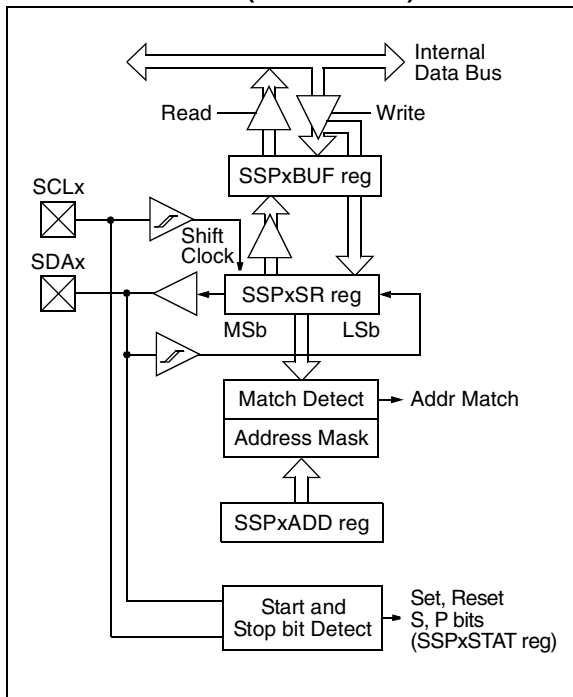 Internal
Data Bus
Read
Write
SSPxBUF reg
SCLx
Shift
Clock
SDAx
SSPxSR reg
MSb
LSb
Match Detect
Addr Match
Address Mask
SSPxADD reg
Start and
Stop bit Detect
Set, Reset
S, P bits
(SSPxSTAT reg)